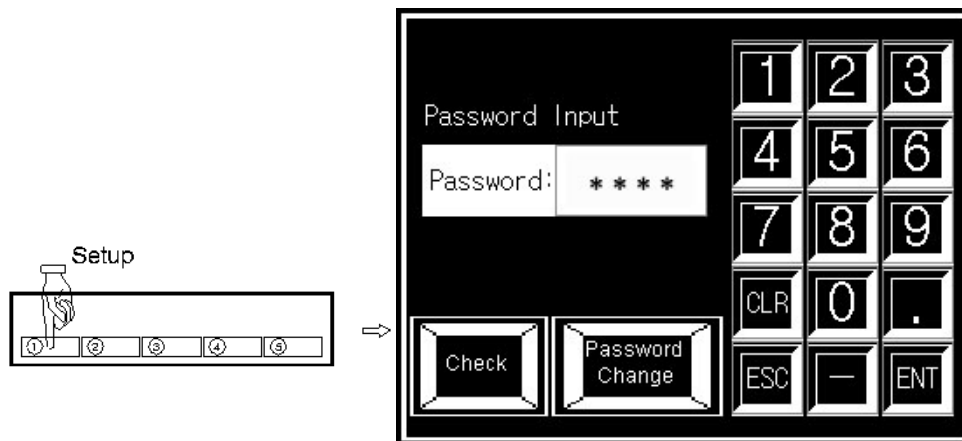 Setup
① ② ③ ④ ⑤
Password Input
Password: ****
Check
Password
Change
1 2 3
4 5 6
7 8 9
CLR 0 .
ESC — ENT